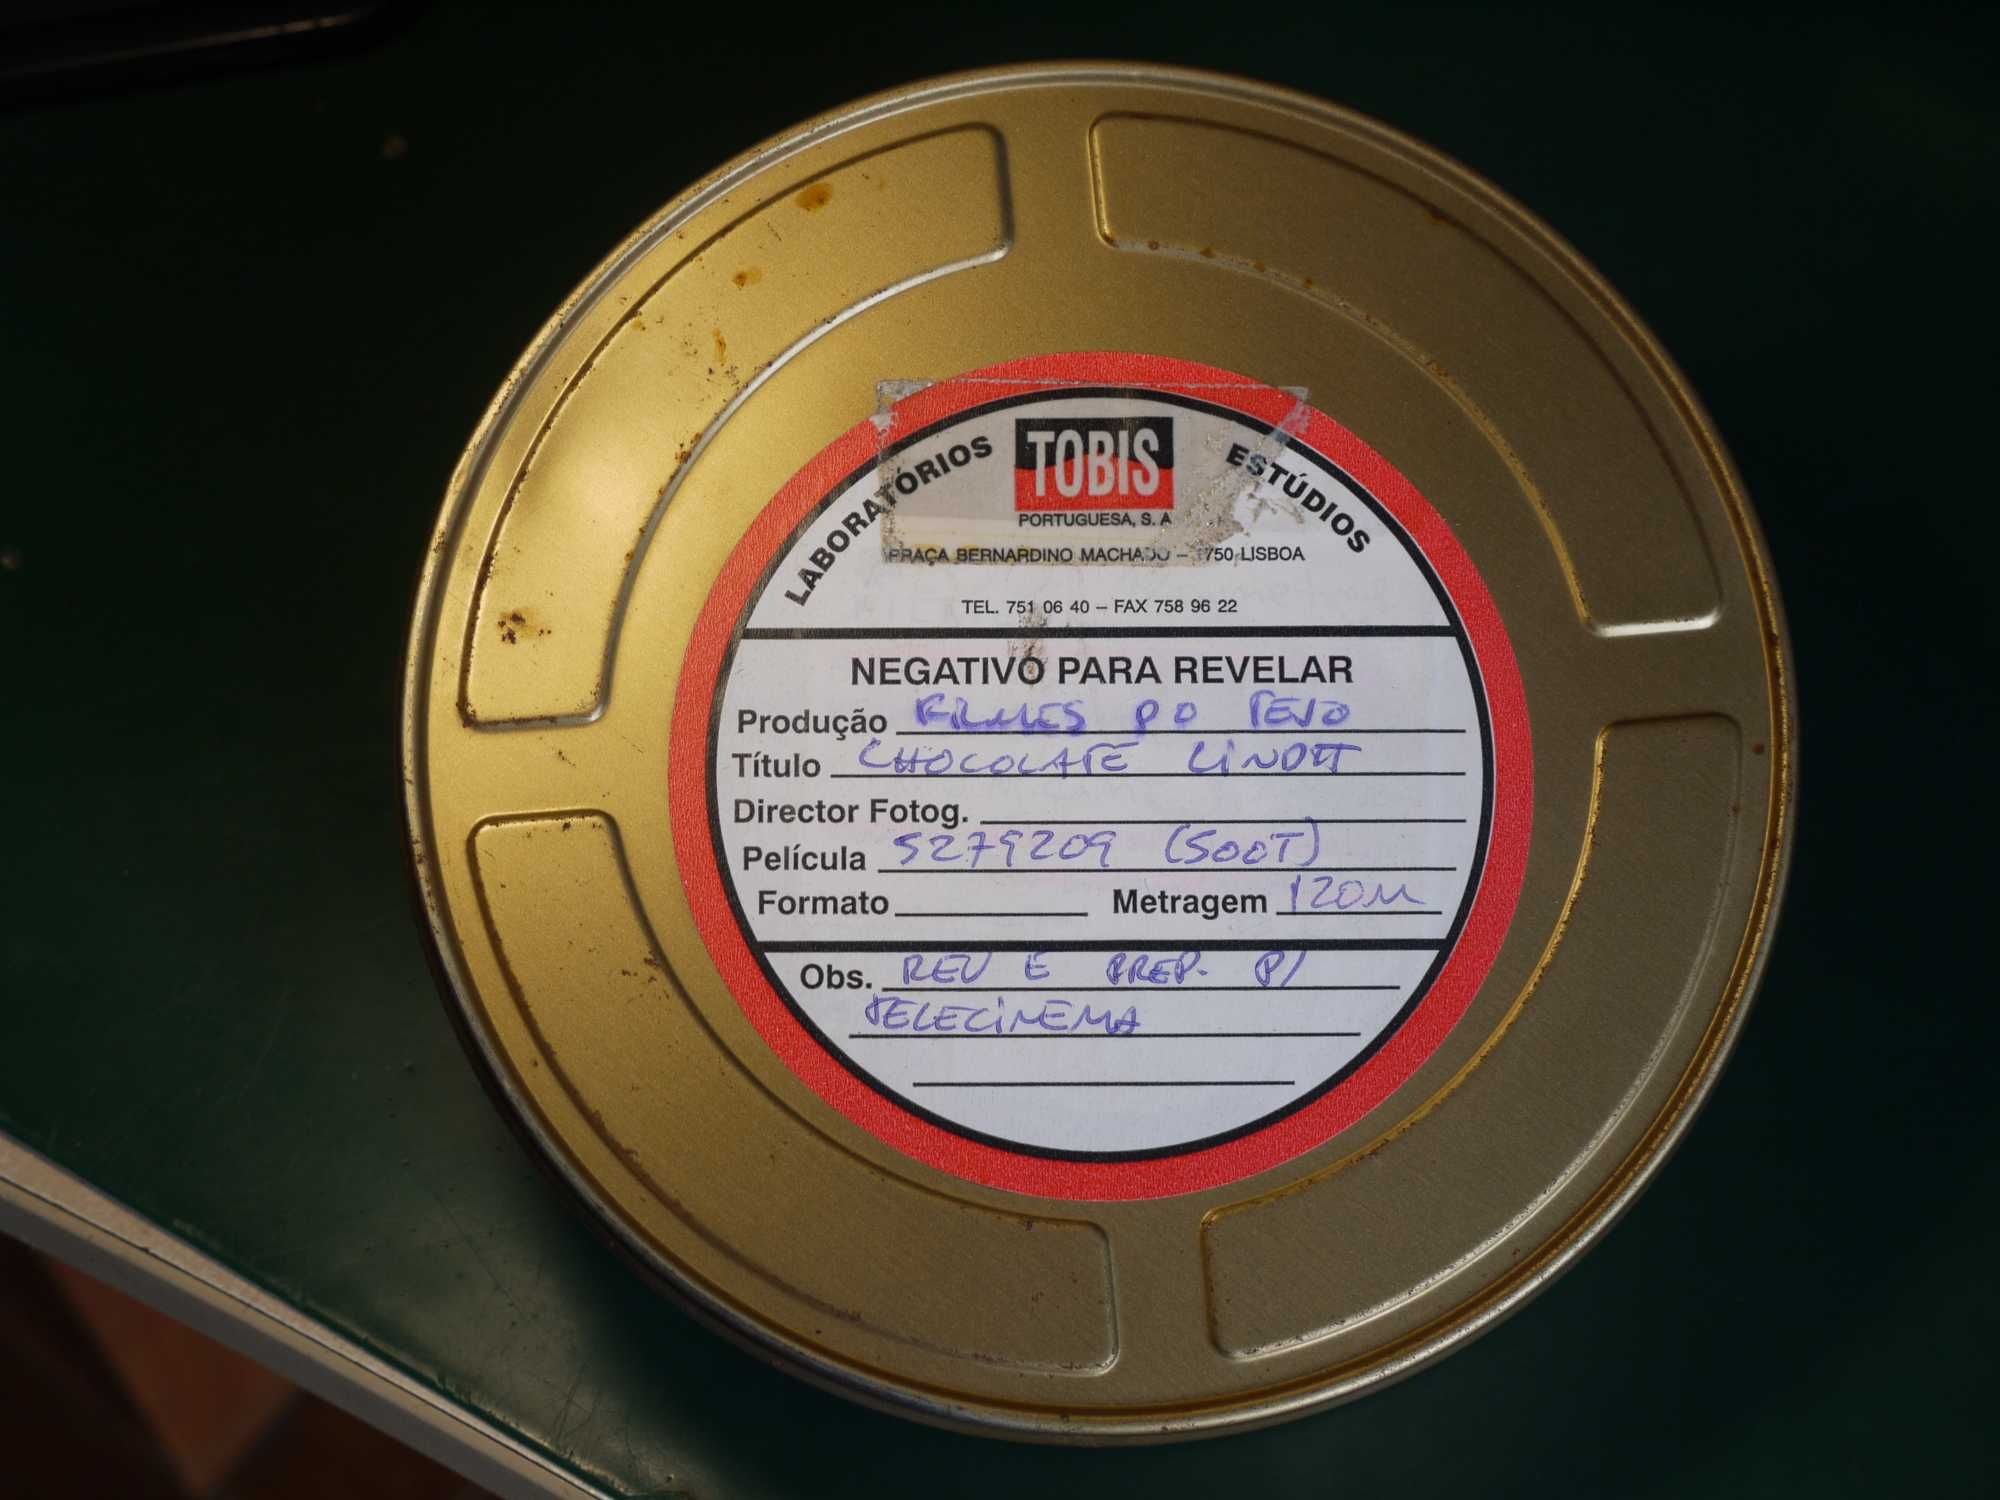 LABORATÓRIOS TOBIS ESTÚDIOS
PORTUGUESA, S. A
PRAÇA BERNARDINO MACHADO – 1750 LISBOA
TEL. 751 06 40 – FAX 758 96 22
NEGATIVO PARA REVELAR
Produção FILMES DO TEJO
Título CHOCOLATE LINDT
Director Fotog.
Película 5279209 (500T)
Formato Metragem 120M
Obs. REV E PREP. P/
TELECINEMA